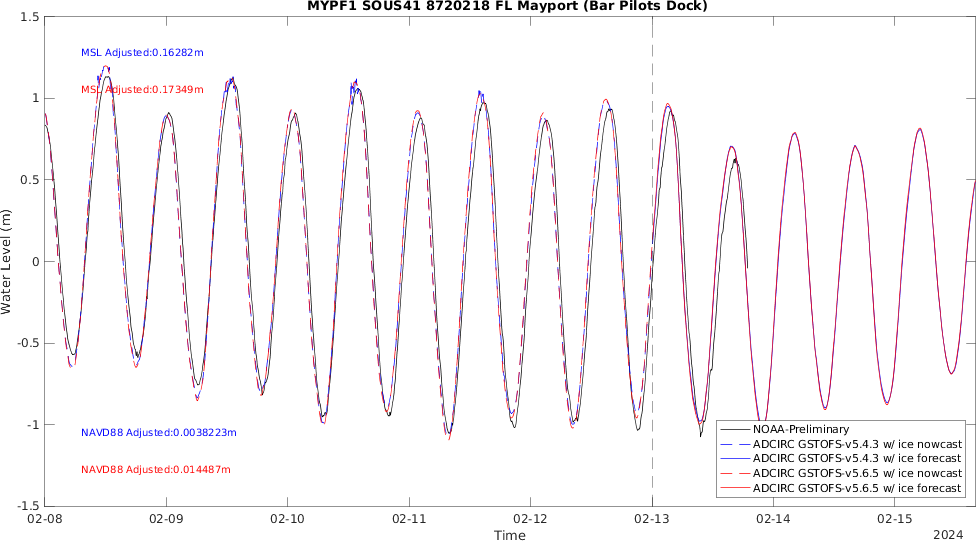 MYPF1 SOUS41 8720218 FL Mayport (Bar Pilots Dock)
1.5
1
0.5
0
-0.5
-1
-1.5
Water Level (m)
MSL Adjusted:0.16282m
MSL Adjusted:0.17349m
NAVD88 Adjusted:0.0038223m
NAVD88 Adjusted:0.014487m
NOAA-Preliminary
ADCIRC GSTOFS-v5.4.3 w/ ice nowcast
ADCIRC GSTOFS-v5.4.3 w/ ice forecast
ADCIRC GSTOFS-v5.6.5 w/ ice nowcast
ADCIRC GSTOFS-v5.6.5 w/ ice forecast
02-08
02-09
02-10
02-11
02-12
02-13
02-14
02-15
Time
2024